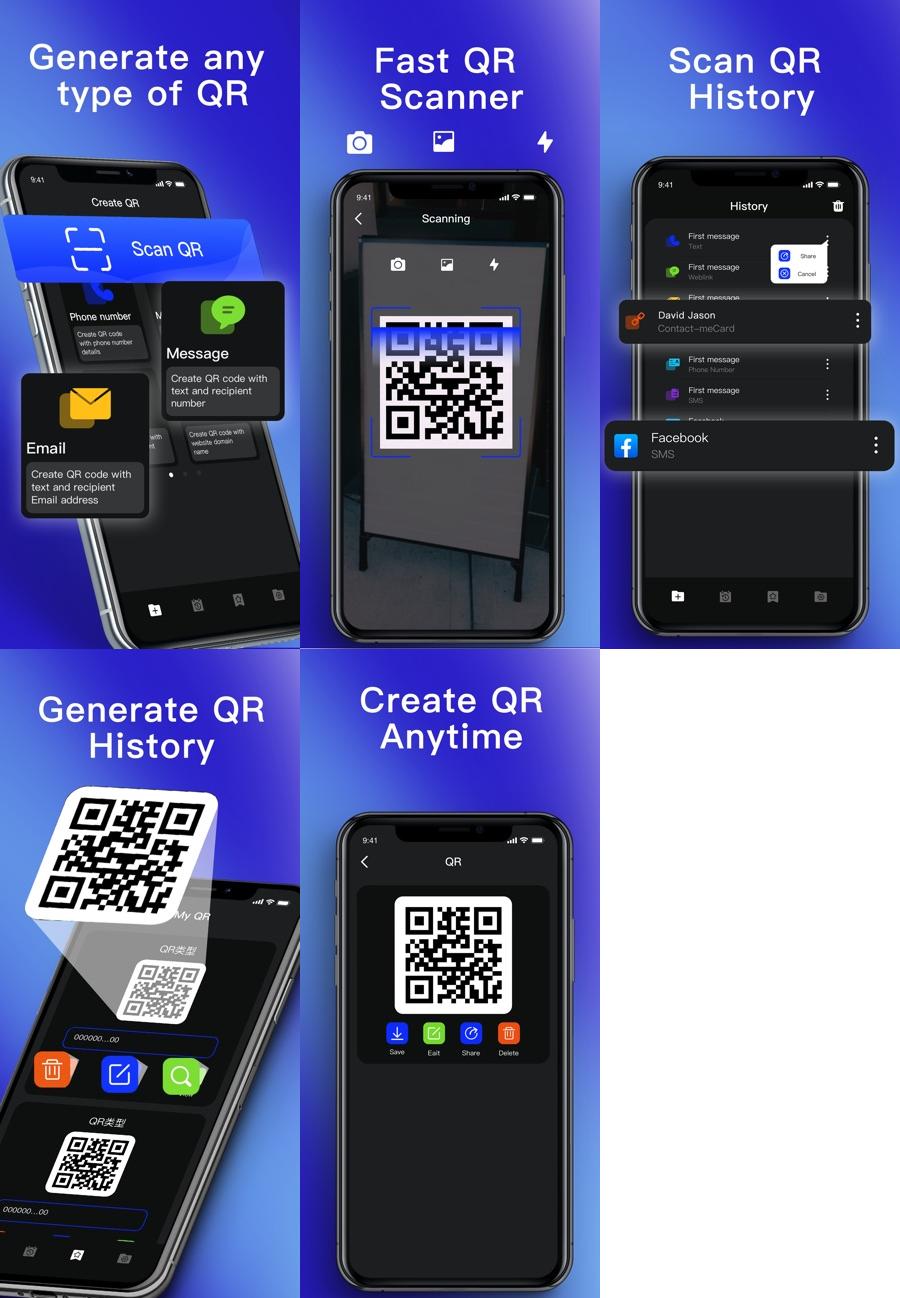 Generate any
type of QR
9:41
Create QR
Scan QR
Phone number
M
Create QR code
with phone number
details.
Message
Create QR code with
text and recipient
number
Email
Create QR code with
text and recipient
Email address
Create QR code with
website domain
name
Fast QR
Scanner
9:41
Scanning
Scan QR
History
9:41
History
First message
Text
Share
Cancel
First message
Weblink
First message
David Jason
Contact-meCard
First message
Phone Number
First message
SMS
Facebook
SMS
Generate QR
History
My QR
QR类型
000000...00
QR类型
000000...00
Create QR
Anytime
9:41
QR
Save
Eait
Share
Delete